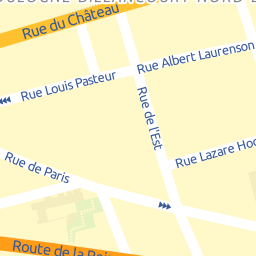 Rue du Château
Rue Albert Laurenson
Rue Louis Pasteur
Rue de l'Est
Rue Lazare
Rue de Paris
Route de la